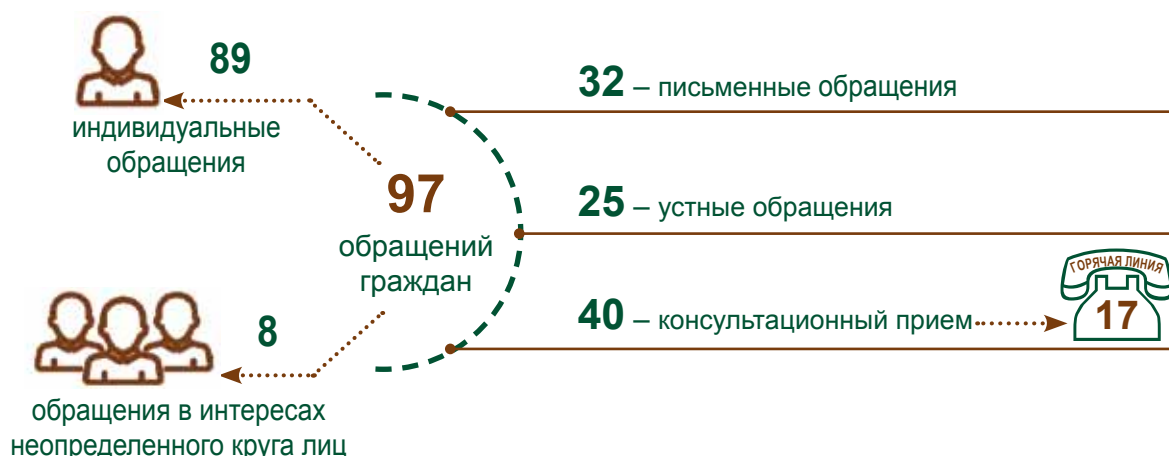 89
индивидуальные
обращения
97
обращений
граждан
8
обращения в интересах
неопределенного круга лиц
32 – письменные обращения
25 – устные обращения
40 – консультационный прием
ГОРЯЧАЯ ЛИНИЯ
17